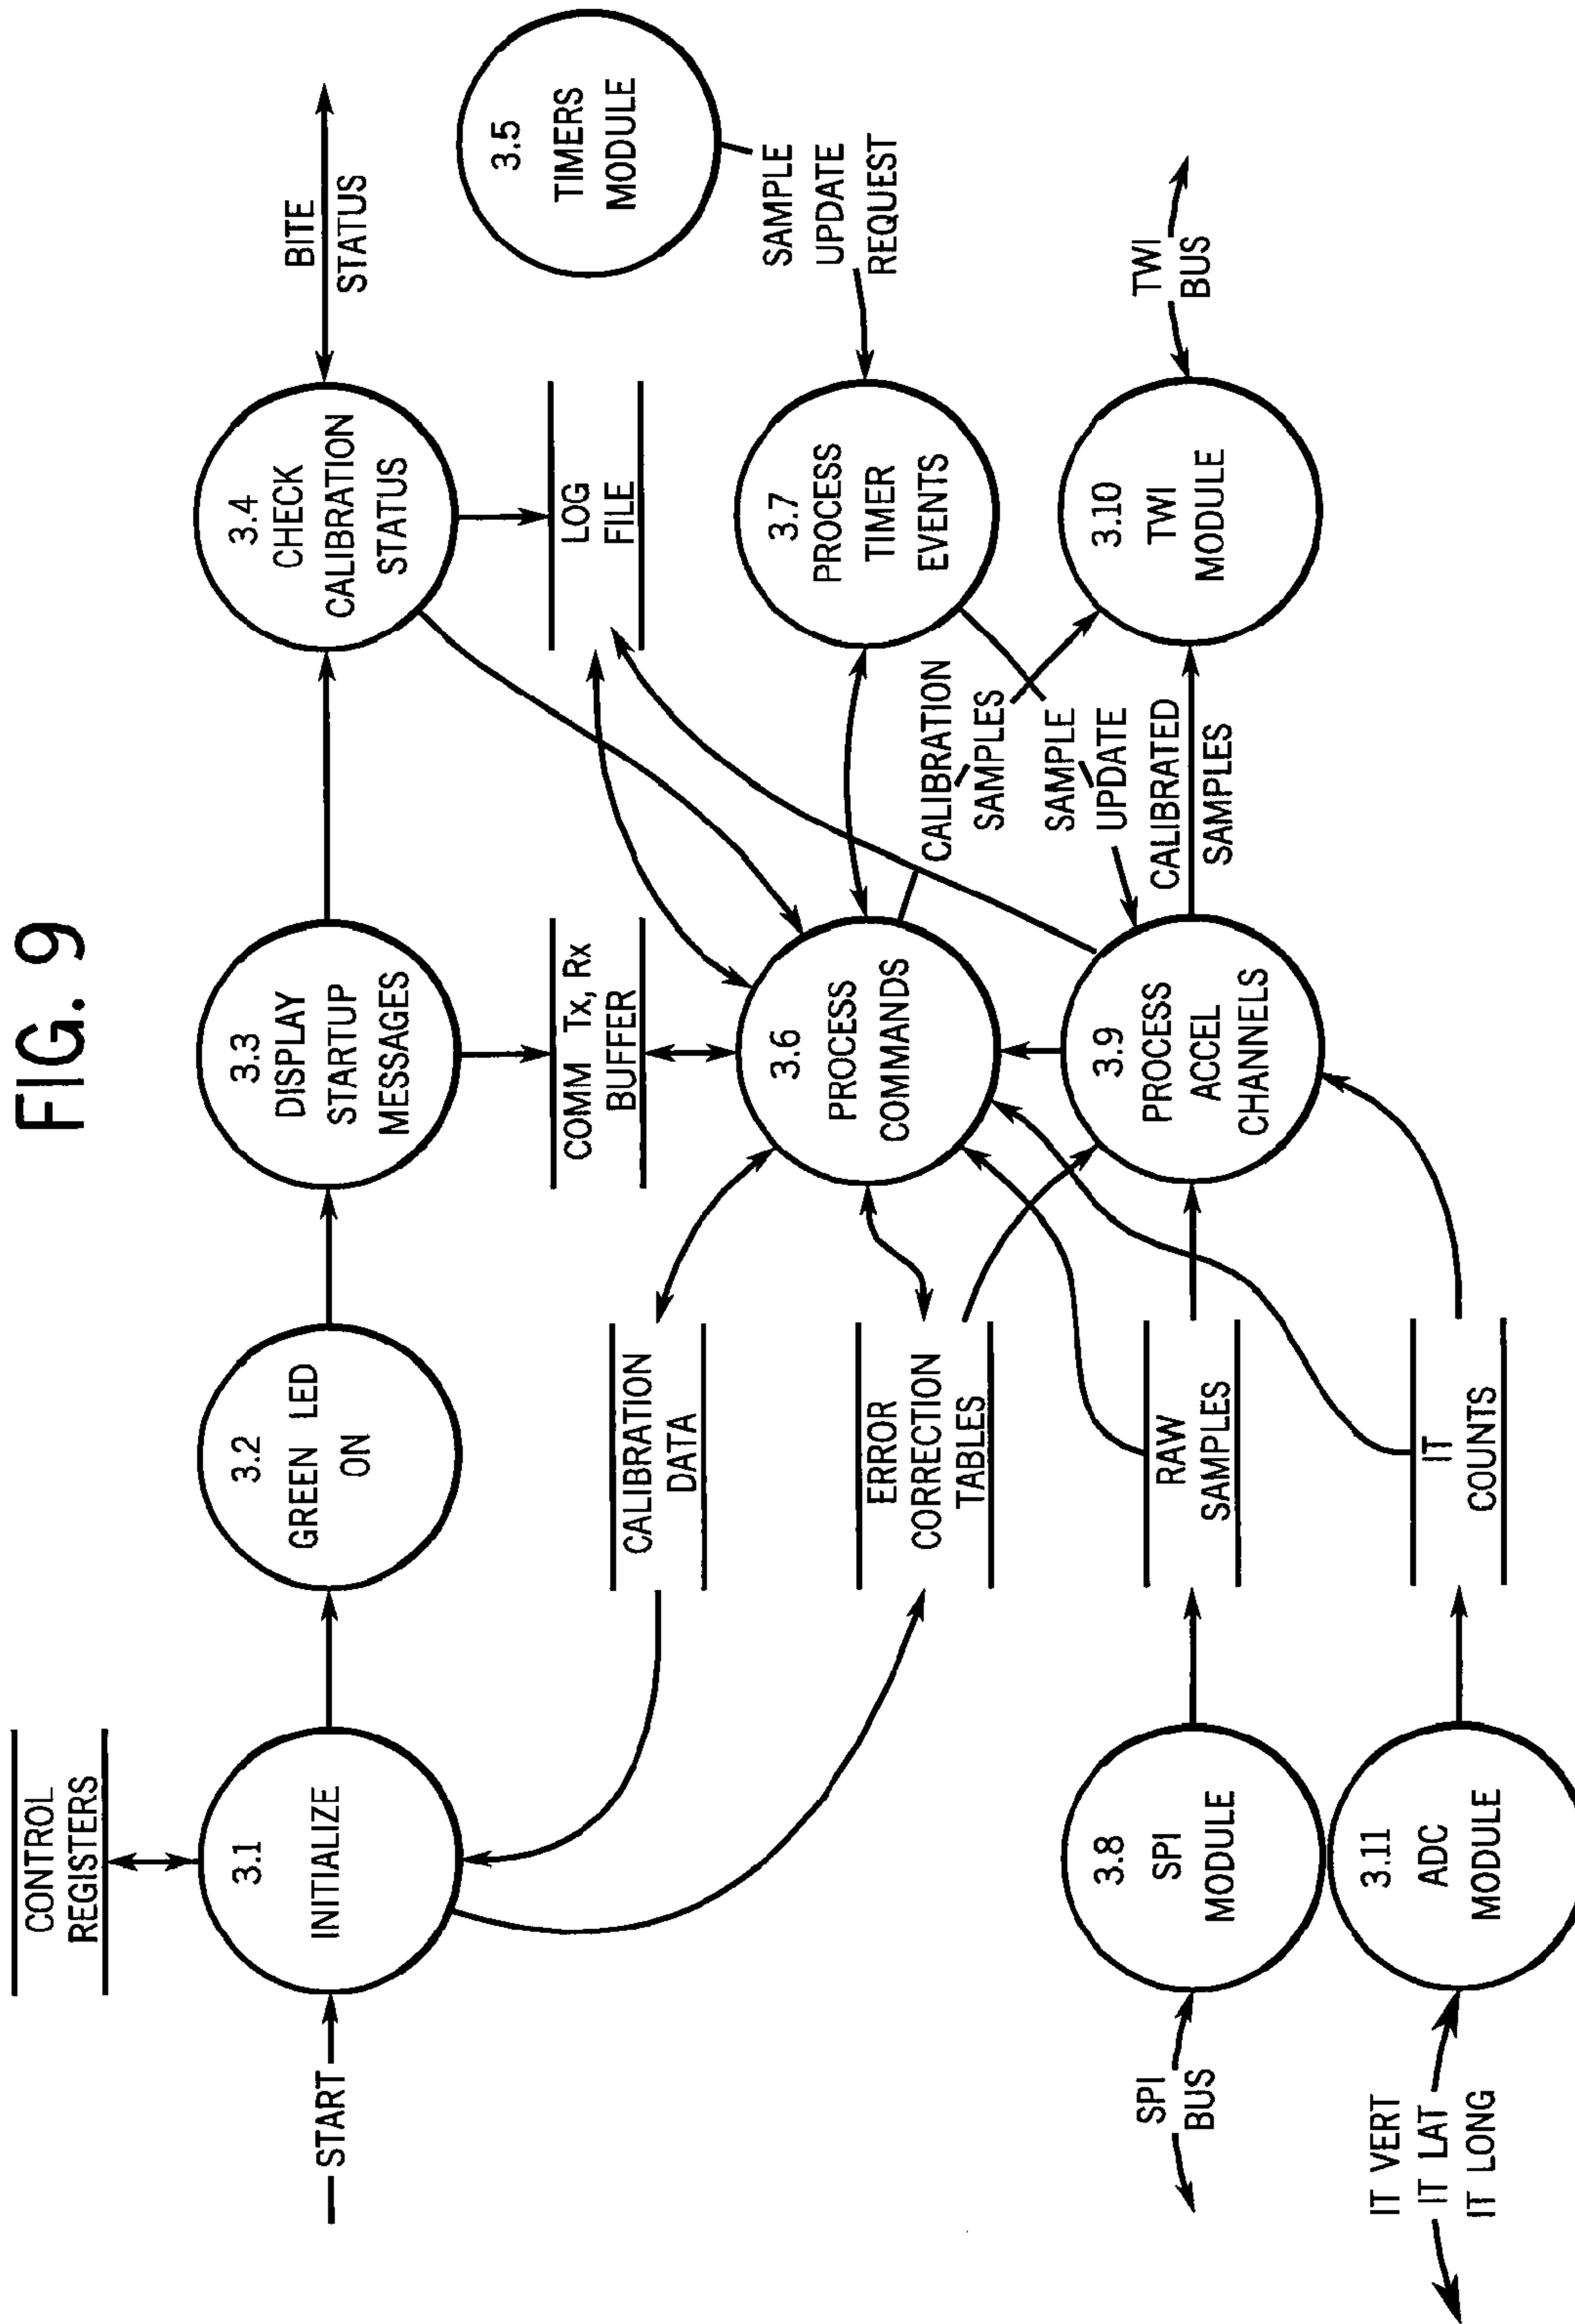 FIG. 9
CONTROL
REGISTERS
START
3.1
INITIALIZE
3.2
GREEN LED
ON
3.3
DISPLAY
STARTUP
MESSAGES
3.4
CHECK
CALIBRATION
STATUS
BITE
STATUS
3.5
TIMERS
MODULE
SAMPLE
UPDATE
REQUEST
CALIBRATION
DATA
COMM Tx, Rx
BUFFER
LOG
FILE
ERROR
CORRECTION
TABLES
3.6
PROCESS
COMMANDS
3.7
PROCESS
TIMER
EVENTS
CALIBRATION
SAMPLES
SAMPLE
UPDATE
SPI
BUS
3.8
SPI
MODULE
RAW
SAMPLES
3.9
PROCESS
ACCEL
CHANNELS
CALIBRATED
SAMPLES
3.10
TWI
MODULE
TWI
BUS
IT VERT
IT LAT
IT LONG
3.11
ADC
MODULE
IT
COUNTS